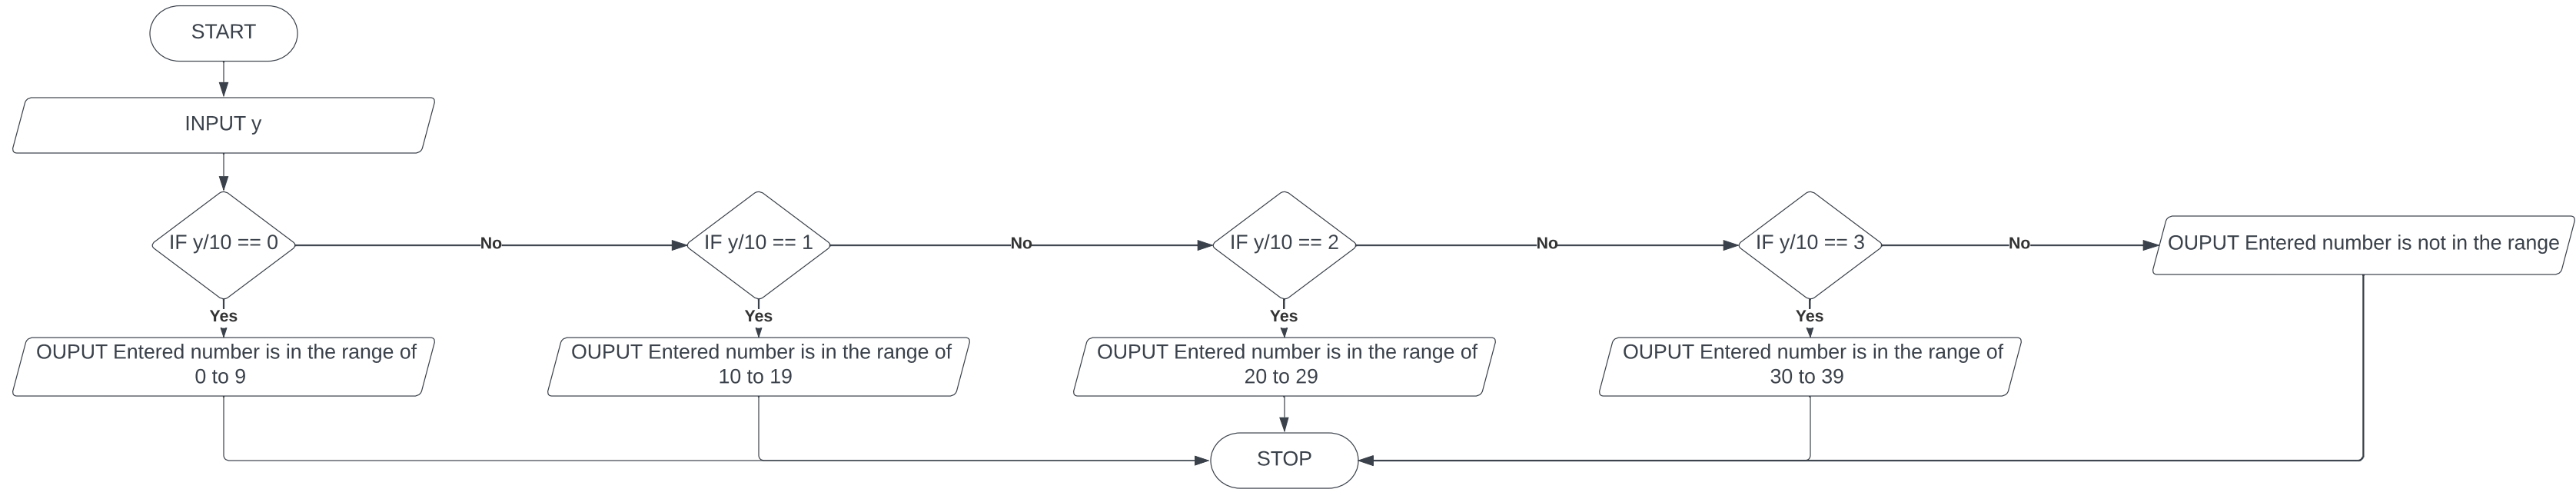 START
INPUT y
IF y/10 == 0
No
IF y/10 == 1
No
IF y/10 == 2
No
IF y/10 == 3
No
OUPUT Entered number is not in the range
Yes
Yes
Yes
Yes
OUPUT Entered number is in the range of
0 to 9
OUPUT Entered number is in the range of
10 to 19
OUPUT Entered number is in the range of
20 to 29
OUPUT Entered number is in the range of
30 to 39
STOP